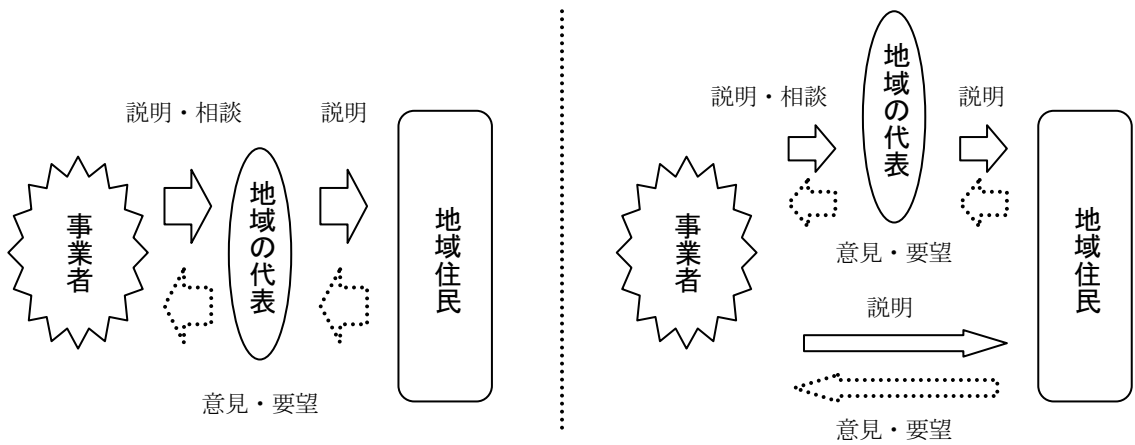 説明・相談
説明
事業者
地域の代表
地域住民
意見・要望
説明・相談
地域の代表
説明
事業者
意見・要望
地域住民
説明
意見・要望